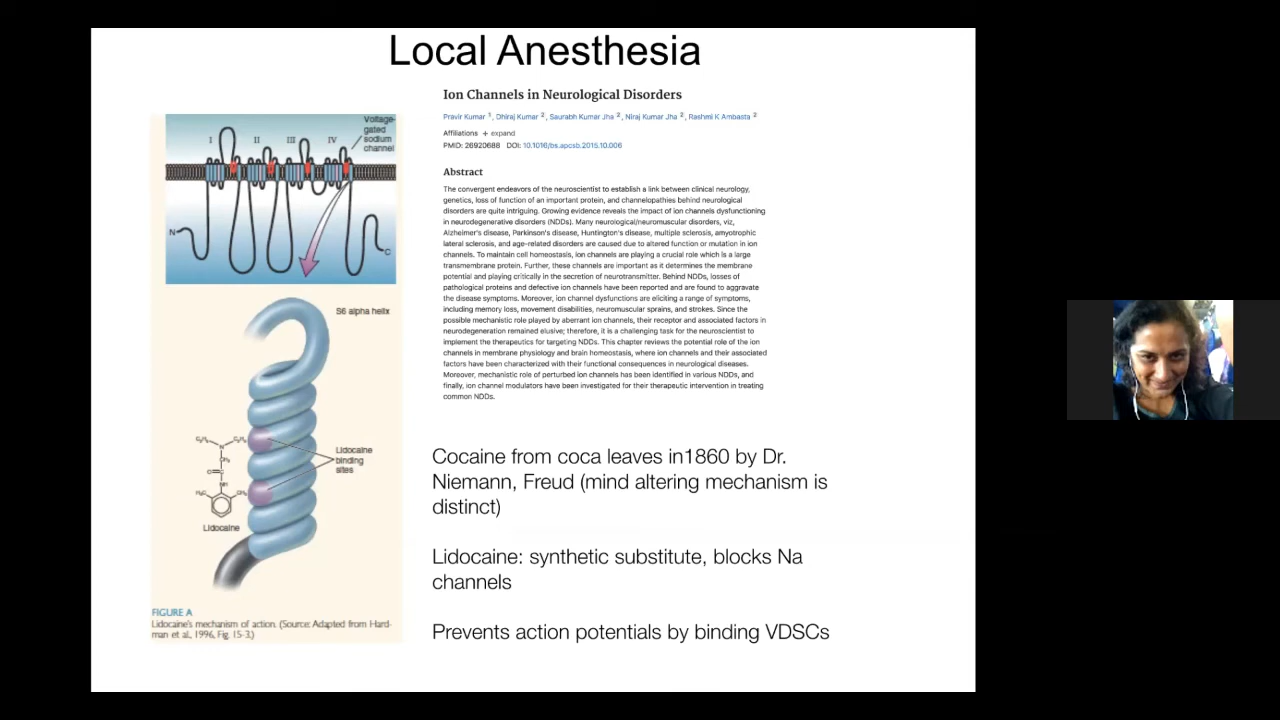 Local Anesthesia
Ion Channels in Neurological Disorders
Pravir Kumar 1, Dhiraj Kumar 2, Saurabh Kumar Jha 2, Niraj Kumar Jha 2, Rashmi K Ambasta 2
Affiliations + expand
PMID: 26920688 DOI: 10.1016/bs.apcsb.2015.10.006
Abstract
The convergent endeavors of the neuroscientist to establish a link between clinical neurology,
genetics, loss of function of an important protein, and channelopathies behind neurological
disorders are quite intriguing. Growing evidence reveals the impact of ion channels dysfunctioning
in neurodegenerative disorders (NDDs). Many neurological/neuromuscular disorders, viz,
Alzheimer's disease, Parkinson's disease, Huntington's disease, multiple sclerosis, amyotrophic
lateral sclerosis, and age-related disorders are caused due to altered function or mutation in ion
channels. To maintain cell homeostasis, ion channels are playing a crucial role which is a large
transmembrane protein. Further, these channels are important as it determines the membrane
potential and playing critically in the secretion of neurotransmitter. Behind NDDs, losses of
pathological proteins and defective ion channels have been reported and are found to aggravate
the disease symptoms. Moreover, ion channel dysfunctions are eliciting a range of symptoms,
including memory loss, movement disabilities, neuromuscular sprains, and strokes. Since the
possible mechanistic role played by aberrant ion channels, their receptor and associated factors in
neurodegeneration remained elusive; therefore, it is a challenging task for the neuroscientist to
implement the therapeutics for targeting NDDs. This chapter reviews the potential role of the ion
channels in membrane physiology and brain homeostasis, where ion channels and their associated
factors have been characterized with their functional consequences in neurological diseases.
Moreover, mechanistic role of perturbed ion channels has been identified in various NDDs, and
finally, ion channel modulators have been investigated for their therapeutic intervention in treating
common NDDs.
Voltage-
gated
sodium
channel
I II III IV
N
C
S6 alpha helix
C2H5 C2H5
N
CH2
O C
NH
H3C CH3
Lidocaine
Lidocaine
binding
sites
FIGURE A
Lidocaine's mechanism of action. (Source: Adapted from Hard-
man et al., 1996, Fig. 15-3.)
Cocaine from coca leaves in1860 by Dr.
Niemann, Freud (mind altering mechanism is
distinct)
Lidocaine: synthetic substitute, blocks Na
channels
Prevents action potentials by binding VDSCs